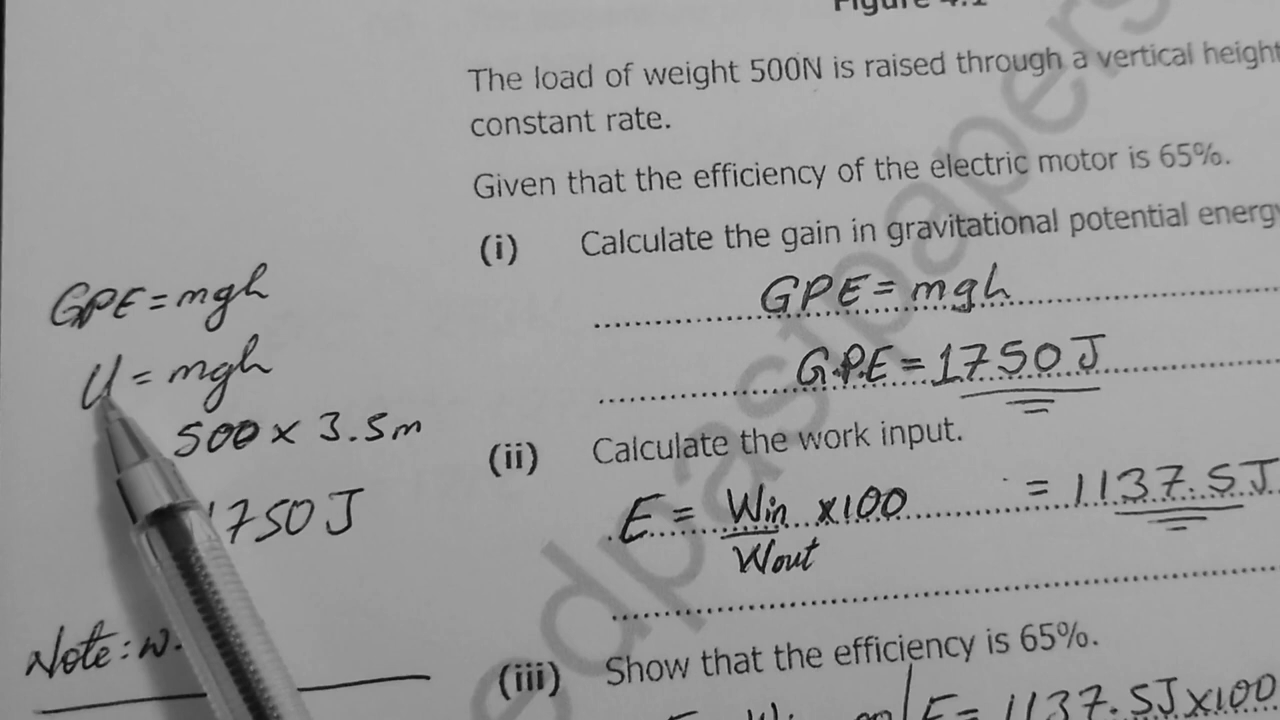 Figure 4.1
The load of weight 500N is raised through a vertical height
constant rate.
Given that the efficiency of the electric motor is 65%.
(i) Calculate the gain in gravitational potential energy
GPE = mgh
G.P.E = 1750 J
(ii) Calculate the work input.
E = Win x100 = 1137.5J
Wout
(iii) Show that the efficiency is 65%.
E = 1137.5J x100
GPE = mgh
U = mgh
500 x 3.5m
1750 J
Note: w.
edpastpapers